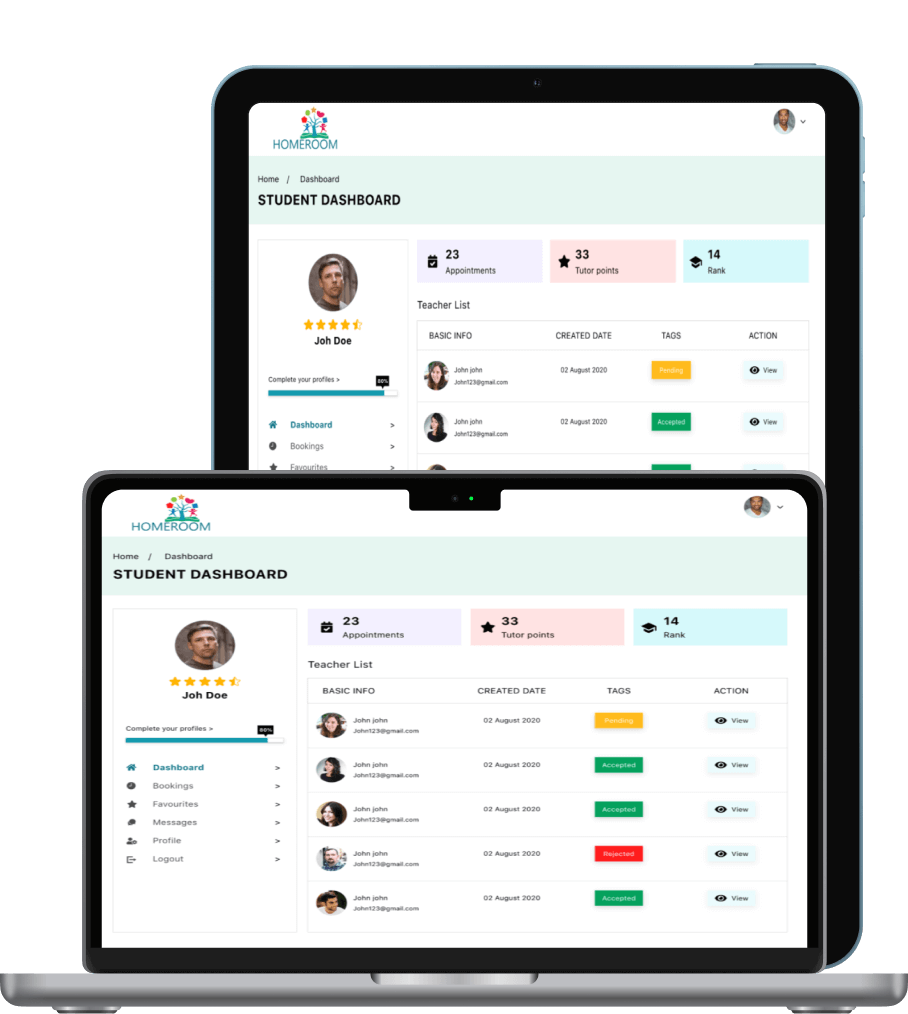 HOMEROOM
Home / Dashboard
STUDENT DASHBOARD
23
Appointments
33
Tutor points
14
Rank
Joh Doe
Complete your profiles >
80%
Dashboard >
Bookings >
Favourites >
Teacher List
BASIC INFO CREATED DATE TAGS ACTION
John john
John123@gmail.com
02 August 2020 Pending View
John john
John123@gmail.com
02 August 2020 Accepted View
HOMEROOM
Home / Dashboard
STUDENT DASHBOARD
23
Appointments
33
Tutor points
14
Rank
Joh Doe
Complete your profiles >
80%
Dashboard >
Bookings >
Favourites >
Messages >
Profile >
Logout >
Teacher List
BASIC INFO CREATED DATE TAGS ACTION
John john
John123@gmail.com
02 August 2020 Pending View
John john
John123@gmail.com
02 August 2020 Accepted View
John john
John123@gmail.com
02 August 2020 Accepted View
John john
John123@gmail.com
02 August 2020 Rejected View
John john
John123@gmail.com
02 August 2020 Accepted View